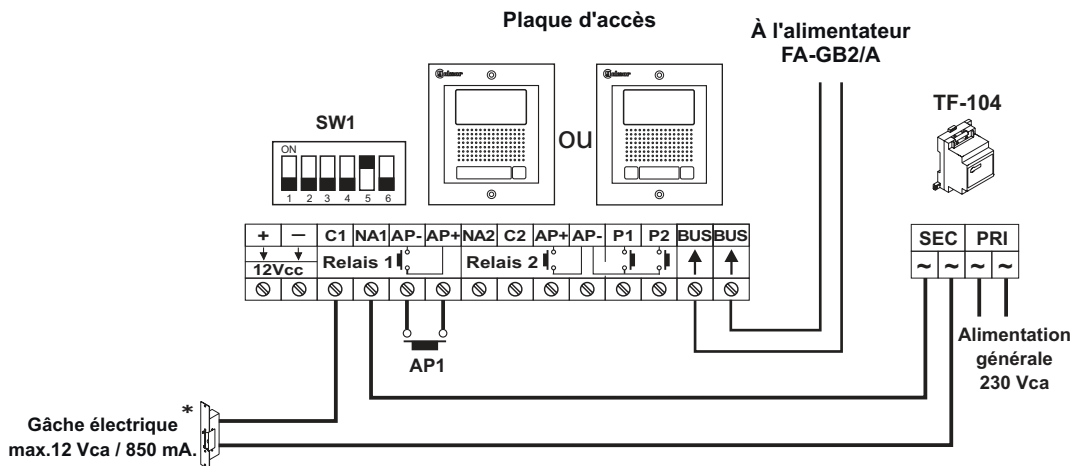 Plaque d'accès
À l'alimentateur
FA-GB2/A
TF-104
SW1
ON
1 2 3 4 5 6
Golmar
ou
Golmar
+ — C1 NA1 AP- AP+ NA2 C2 AP+ AP- P1 P2 BUS BUS
12Vcc Relais 1 Relais 2
SEC PRI
~ ~ ~ ~
AP1
Alimentation
générale
230 Vca
Gâche électrique *
max.12 Vca / 850 mA.